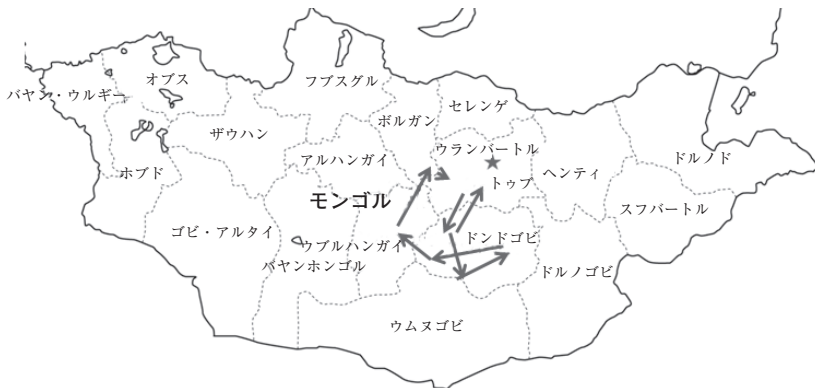 オブス
フブスグル
バヤン・ウルギー
セレンゲ
ボルガン
ザウハン
ウランバートル
アルハンガイ
ドルノド
ホブド
ヘンティ
トゥブ
モンゴル
スフバートル
ゴビ・アルタイ
ウブルハンガイ
ドンドゴビ
バヤンホンゴル
ドルノゴビ
ウムヌゴビ